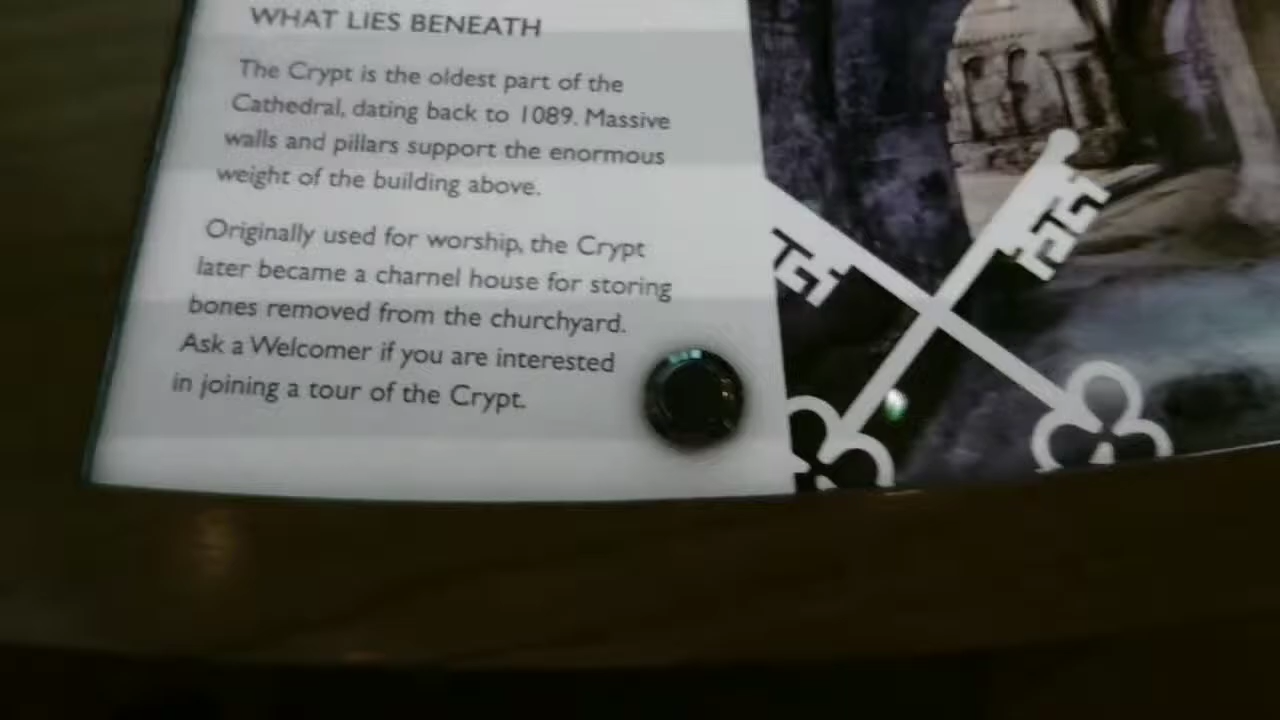 WHAT LIES BENEATH
The Crypt is the oldest part of the
Cathedral, dating back to 1089. Massive
walls and pillars support the enormous
weight of the building above.
Originally used for worship, the Crypt
later became a charnel house for storing
bones removed from the churchyard.
Ask a Welcomer if you are interested
in joining a tour of the Crypt.